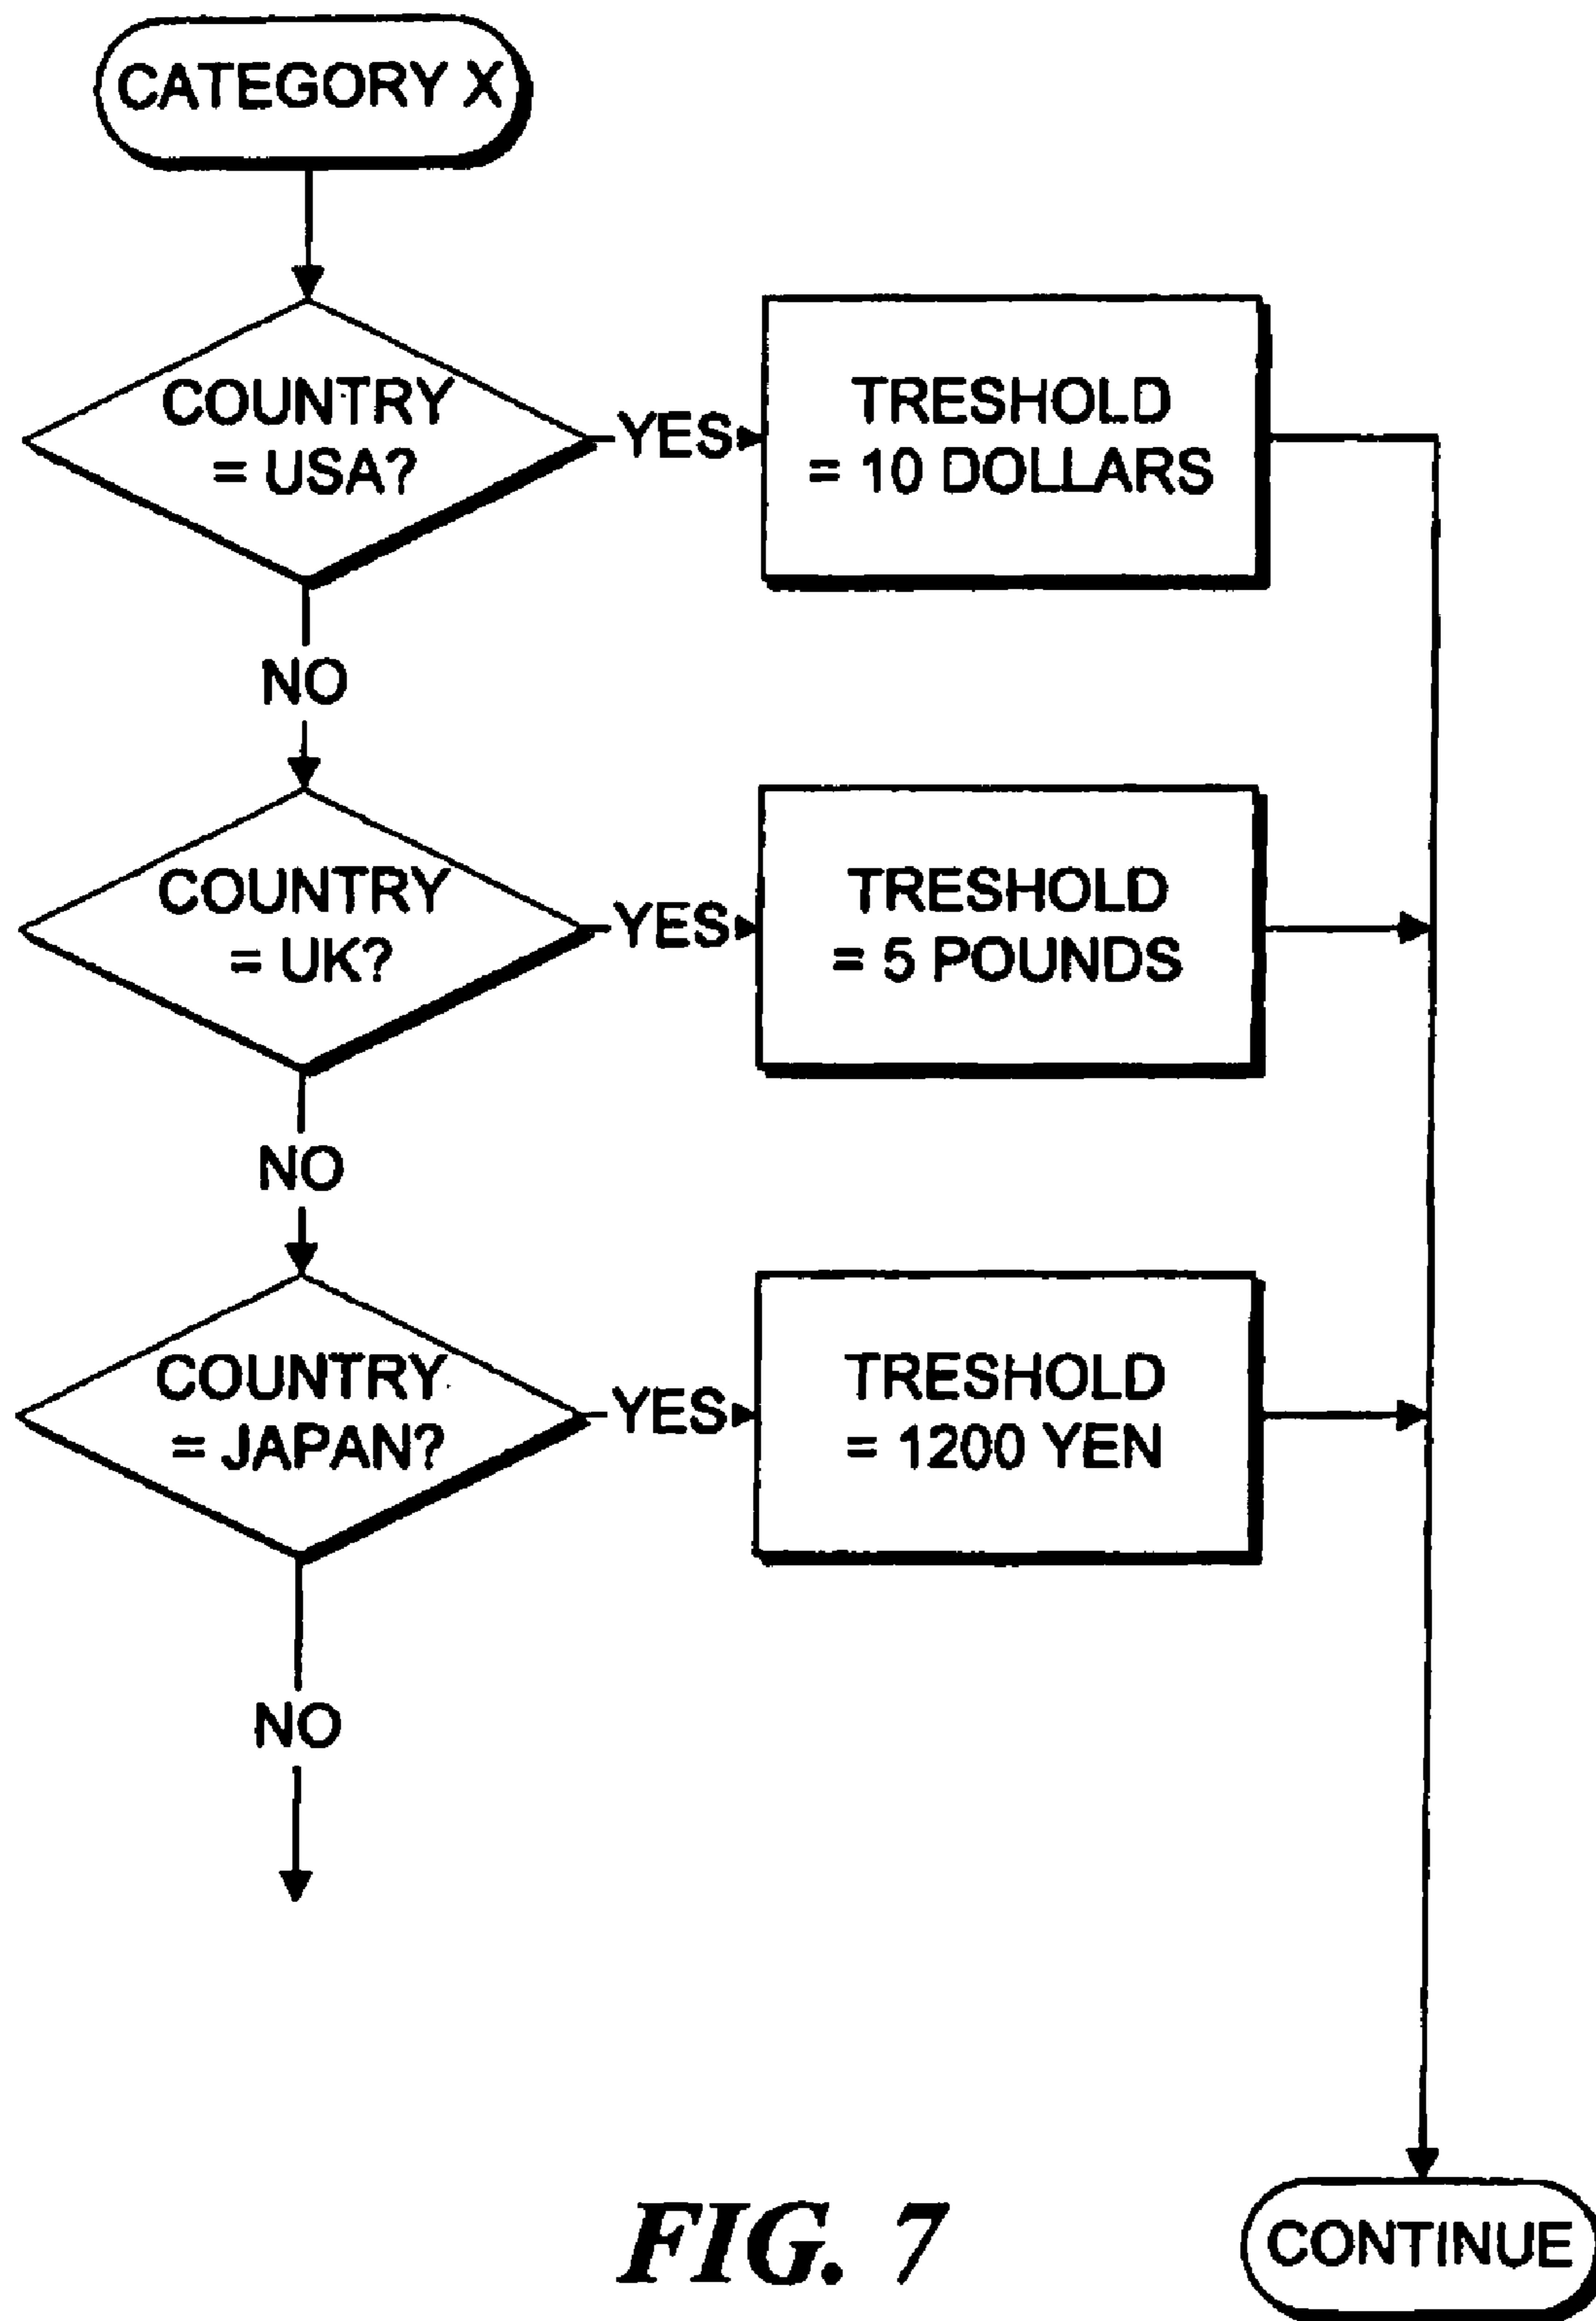 CATEGORY X
COUNTRY
= USA?
YES
TRESHOLD
= 10 DOLLARS
NO
COUNTRY
= UK?
YES
TRESHOLD
= 5 POUNDS
NO
COUNTRY
= JAPAN?
YES
TRESHOLD
= 1200 YEN
NO
FIG. 7
CONTINUE